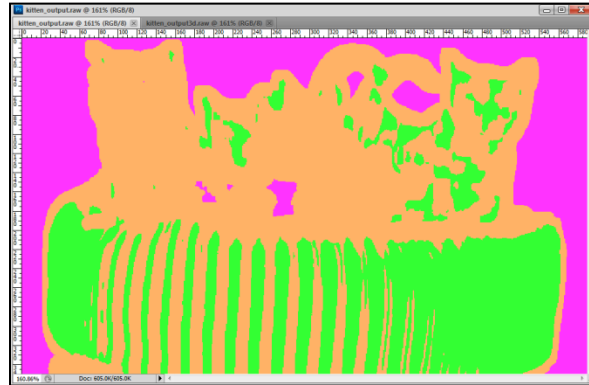 kitten_output.raw @ 161% (RGB/8)
kitten_output.raw @ 161% (RGB/8) kitten_output3d.raw @ 161% (RGB/8)
0 20 40 60 80 100 120 140 160 180 200 220 240 260 280 300 320 340 360 380 400 420 440 460 480 500 520 540 560 580
160.86% Doc: 605.0K/605.0K